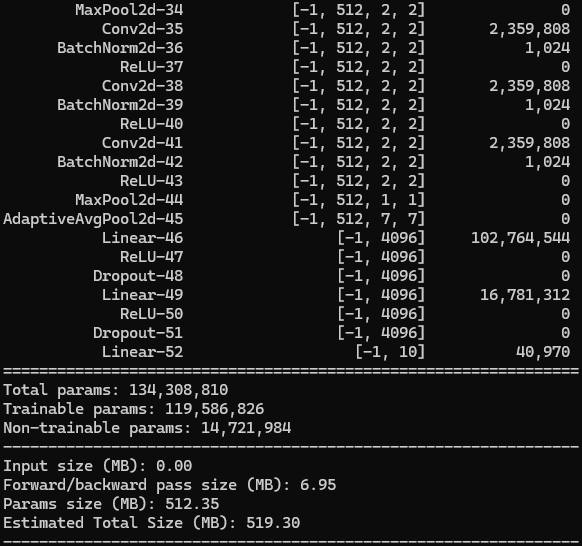 MaxPool2d-34 [-1, 512, 2, 2] 0
Conv2d-35 [-1, 512, 2, 2] 2,359,808
BatchNorm2d-36 [-1, 512, 2, 2] 1,024
ReLU-37 [-1, 512, 2, 2] 0
Conv2d-38 [-1, 512, 2, 2] 2,359,808
BatchNorm2d-39 [-1, 512, 2, 2] 1,024
ReLU-40 [-1, 512, 2, 2] 0
Conv2d-41 [-1, 512, 2, 2] 2,359,808
BatchNorm2d-42 [-1, 512, 2, 2] 1,024
ReLU-43 [-1, 512, 2, 2] 0
MaxPool2d-44 [-1, 512, 1, 1] 0
AdaptiveAvgPool2d-45 [-1, 512, 7, 7] 0
Linear-46 [-1, 4096] 102,764,544
ReLU-47 [-1, 4096] 0
Dropout-48 [-1, 4096] 0
Linear-49 [-1, 4096] 16,781,312
ReLU-50 [-1, 4096] 0
Dropout-51 [-1, 4096] 0
Linear-52 [-1, 10] 40,970
================================================================
Total params: 134,308,810
Trainable params: 119,586,826
Non-trainable params: 14,721,984
----------------------------------------------------------------
Input size (MB): 0.00
Forward/backward pass size (MB): 6.95
Params size (MB): 512.35
Estimated Total Size (MB): 519.30
----------------------------------------------------------------